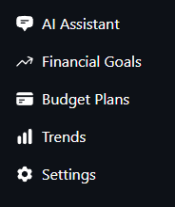 AI Assistant
Financial Goals
Budget Plans
Trends
Settings